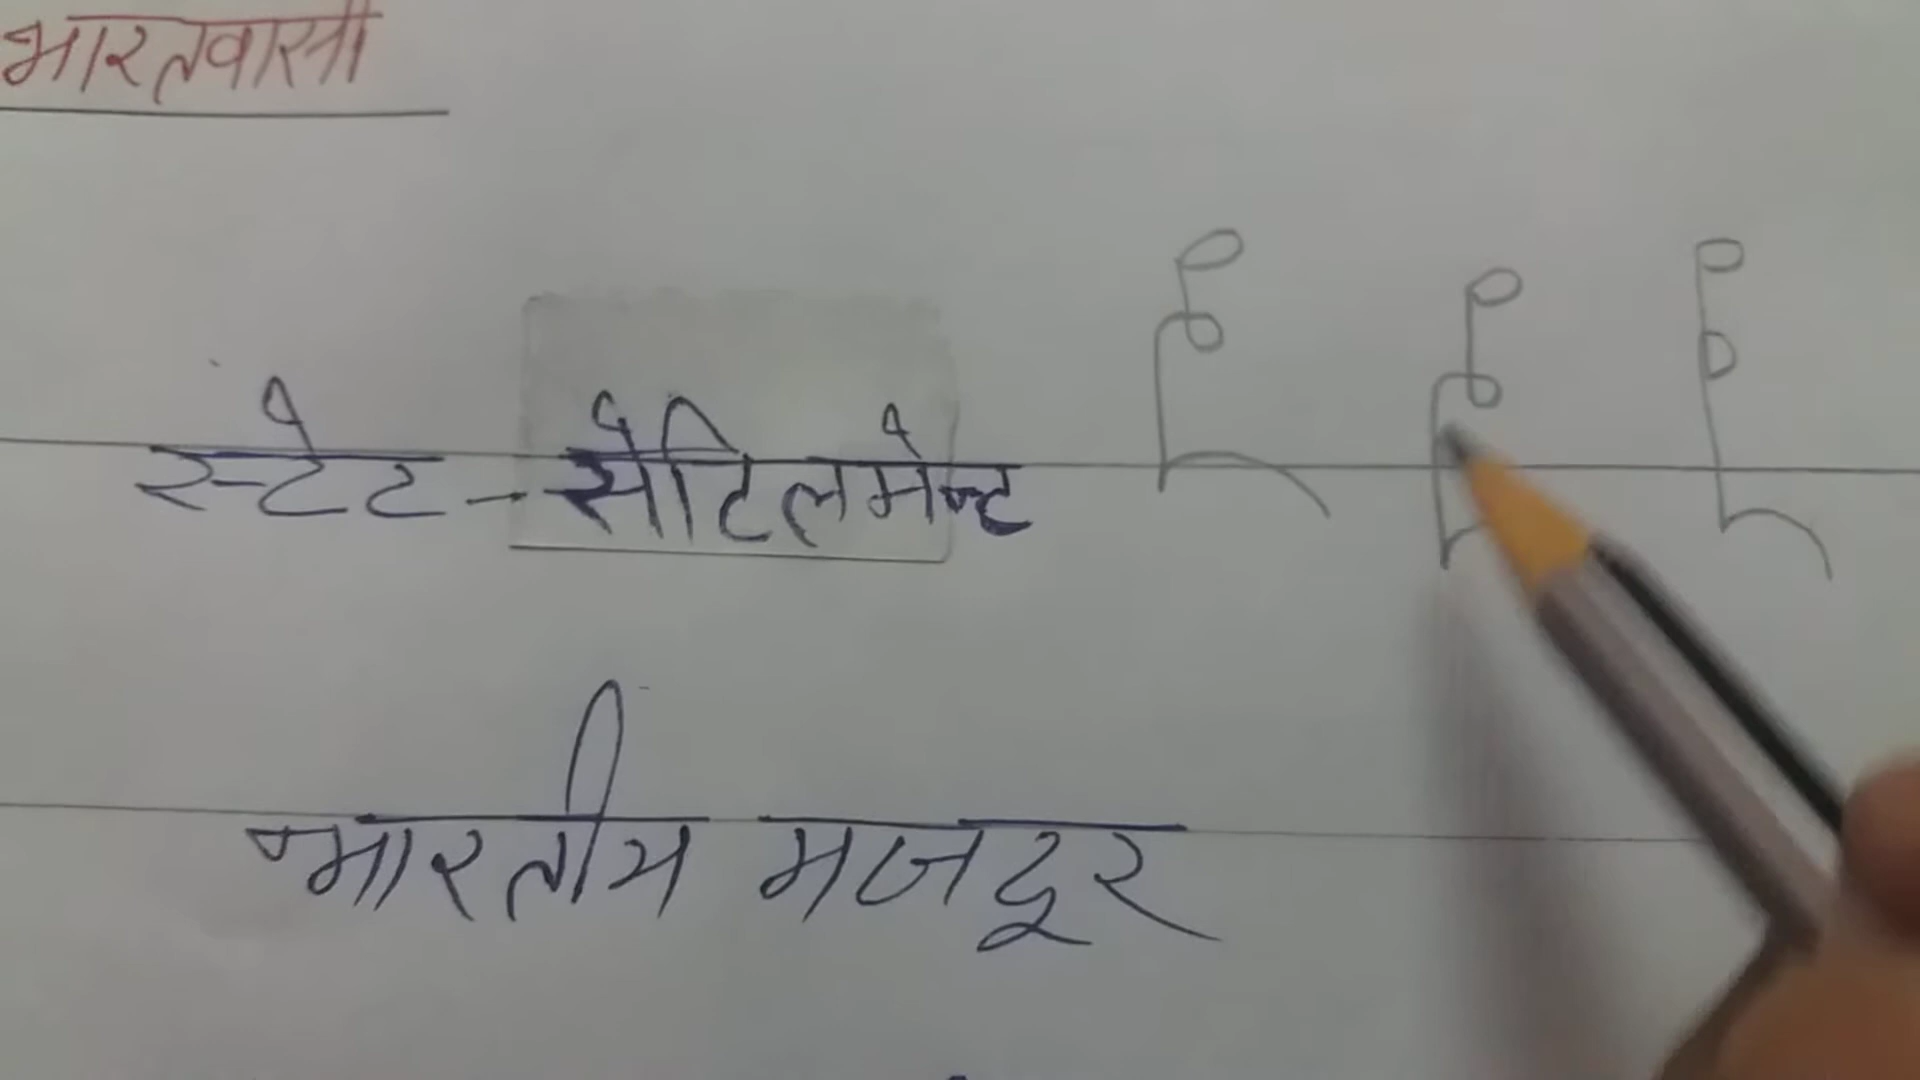 भारतवासी
स्टेट - सेटिलमेन्ट
भारतीय मजदूर